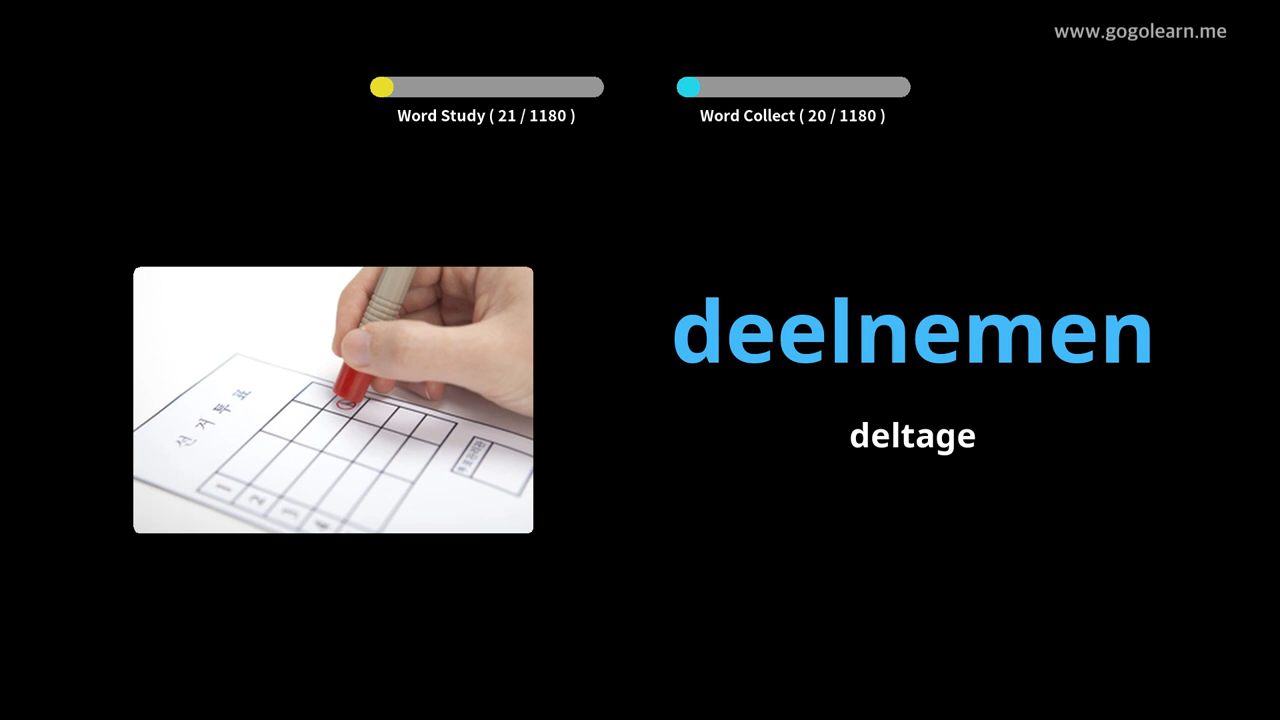 www.gogolearn.me
Word Study ( 21 / 1180 )
Word Collect ( 20 / 1180 )
deelnemen
deltage
선거투표
1
2
3
4